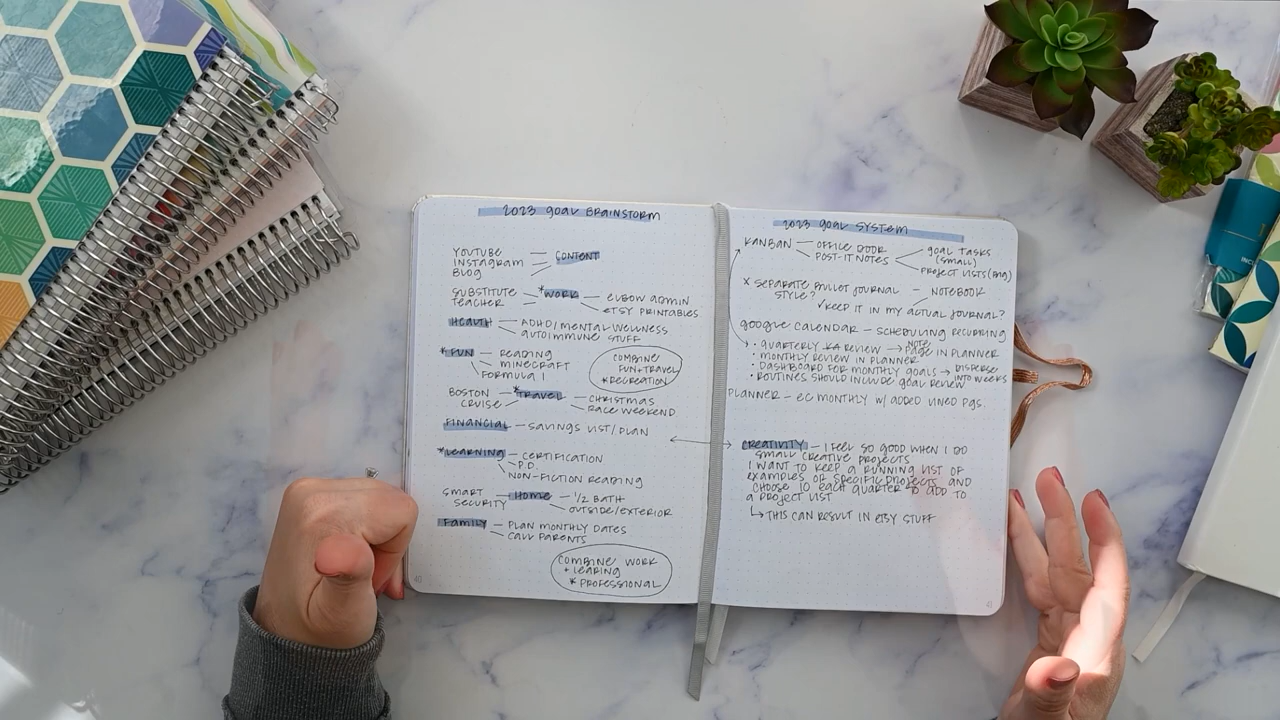 2023 GOAL BRAINSTORM
YOUTUBE
INSTAGRAM
BLOG
CONTENT
SUBSTITUTE
TEACHER
*WORK
ELBOW ADMIN
ETSY PRINTABLES
HEALTH
ADHD/MENTAL WELLNESS
AUTOIMMUNE STUFF
*FUN
READING
MINECRAFT
FORMULA 1
COMBINE
FUN+TRAVEL
*RECREATION
BOSTON
CRUISE
*TRAVEL
CHRISTMAS
RACE WEEKEND
FINANCIAL — SAVINGS LIST/PLAN
*LEARNING
CERTIFICATION
P.D.
NON-FICTION READING
SMART
SECURITY
HOME
1/2 BATH
OUTSIDE/EXTERIOR
FAMILY
PLAN MONTHLY DATES
CALL PARENTS
COMBINE WORK
+ LEARING
* PROFESSIONAL
40
2023 GOAL SYSTEM
KANBAN
OFFICE DOOR
POST-IT NOTES
GOAL TASKS
(SMALL)
PROJECT LISTS (BIG)
X SEPARATE BULLET JOURNAL — NOTEBOOK
STYLE?
✓KEEP IT IN MY ACTUAL JOURNAL?
GOOGLE CALENDAR — SCHEDULING RECURRING
• QUARTERLY REVIEW → NOTE PAGE IN PLANNER
• MONTHLY REVIEW IN PLANNER
• DASHBOARD FOR MONTHLY GOALS → DISPERSE INTO WEEKS
• ROUTINES SHOULD INCLUDE GOAL REVIEW
PLANNER — EC MONTHLY W/ ADDED LINED PGS.
CREATIVITY — I FEEL SO GOOD WHEN I DO
SMALL CREATIVE PROJECTS
I WANT TO KEEP A RUNNING LIST OF
EXAMPLES OR SPECIFIC PROJECTS AND
CHOOSE 10 EACH QUARTER TO ADD TO
A PROJECT LIST
↳ THIS CAN RESULT IN ETSY STUFF
41